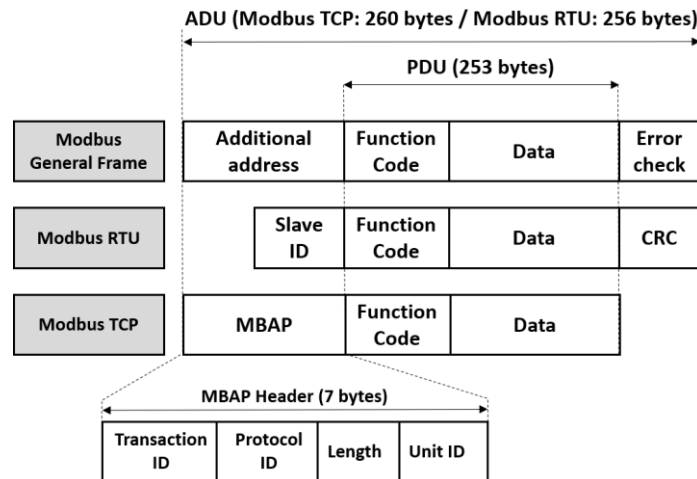 ADU (Modbus TCP: 260 bytes / Modbus RTU: 256 bytes)
PDU (253 bytes)
Modbus
General Frame
Additional
address
Function
Code
Data
Error
check
Modbus RTU
Slave
ID
Function
Code
Data
CRC
Modbus TCP
MBAP
Function
Code
Data
MBAP Header (7 bytes)
Transaction
ID
Protocol
ID
Length
Unit ID